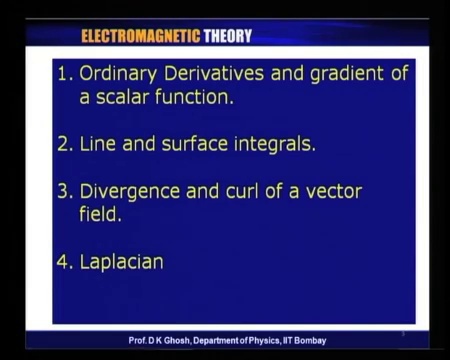 ELECTROMAGNETIC THEORY
1. Ordinary Derivatives and gradient of
a scalar function.
2. Line and surface integrals.
3. Divergence and curl of a vector
field.
4. Laplacian
Prof. D K Ghosh, Department of Physics, IIT Bombay